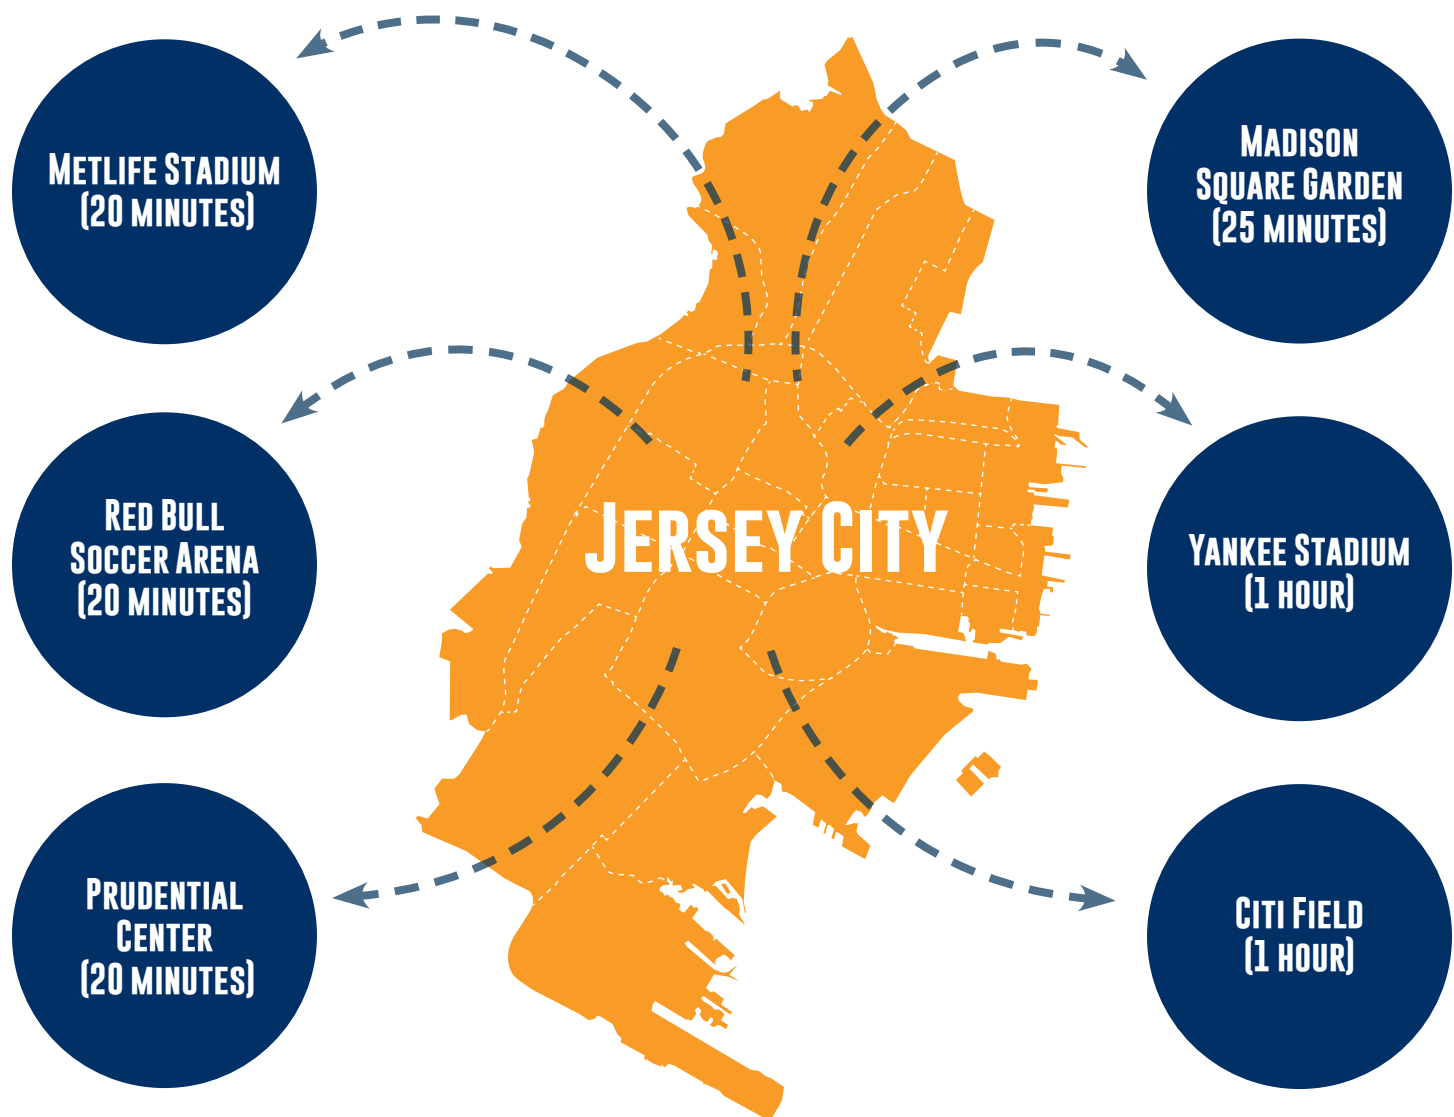 METLIFE STADIUM
(20 MINUTES)
MADISON
SQUARE GARDEN
(25 MINUTES)
RED BULL
SOCCER ARENA
(20 MINUTES)
JERSEY CITY
YANKEE STADIUM
(1 HOUR)
PRUDENTIAL
CENTER
(20 MINUTES)
CITI FIELD
(1 HOUR)